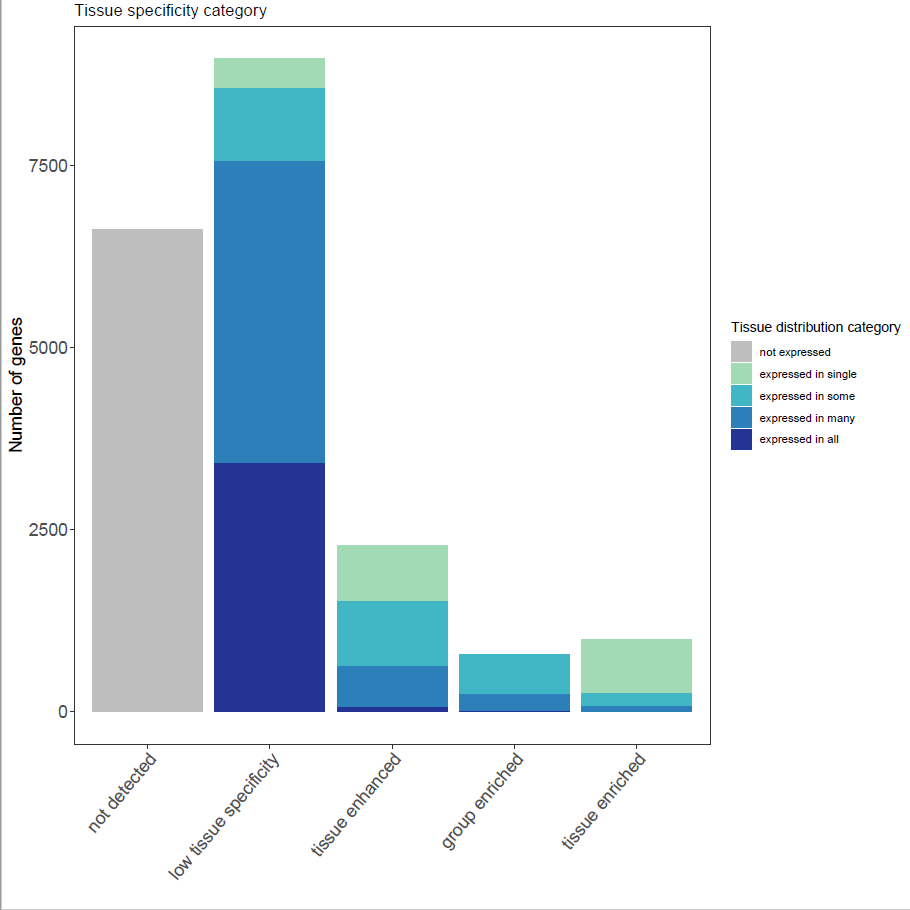 Tissue specificity category
Number of genes
7500
5000
2500
0
not detected
low tissue specificity
tissue enhanced
group enriched
tissue enriched
Tissue distribution category
not expressed
expressed in single
expressed in some
expressed in many
expressed in all